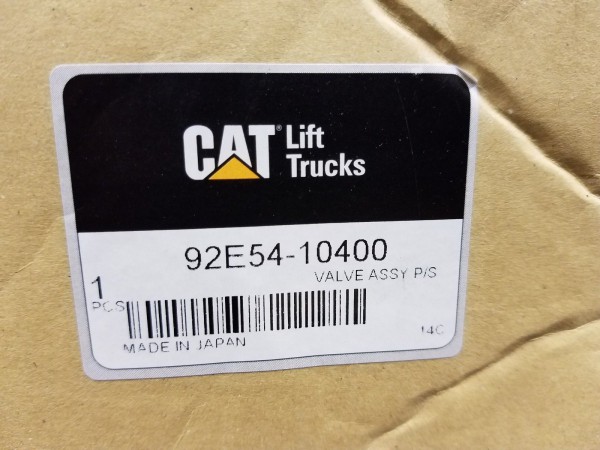 CAT® Lift
Trucks
92E54-10400
VALVE ASSY P/S
1
PCS
MADE IN JAPAN
14C